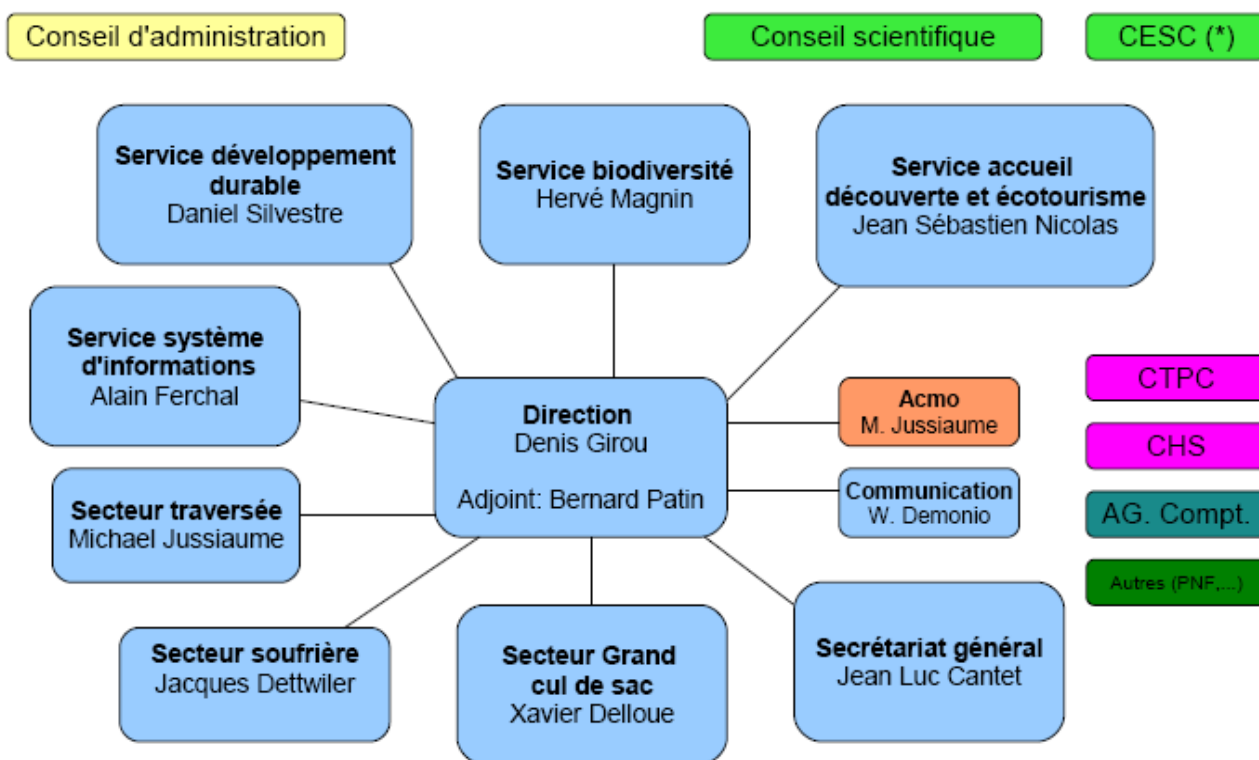 Conseil d'administration
Conseil scientifique
CESC (*)
Service développement
durable
Daniel Silvestre
Service biodiversité
Hervé Magnin
Service accueil
découverte et écotourisme
Jean Sébastien Nicolas
Service système
d'informations
Alain Ferchal
Direction
Denis Girou
Adjoint: Bernard Patin
Acmo
M. Jussiaume
CTPC
CHS
Secteur traversée
Michael Jussiaume
Communication
W. Demonio
AG. Compt.
Autres (PNF,...)
Secteur soufrière
Jacques Dettwiler
Secteur Grand
cul de sac
Xavier Delloue
Secrétariat général
Jean Luc Cantet